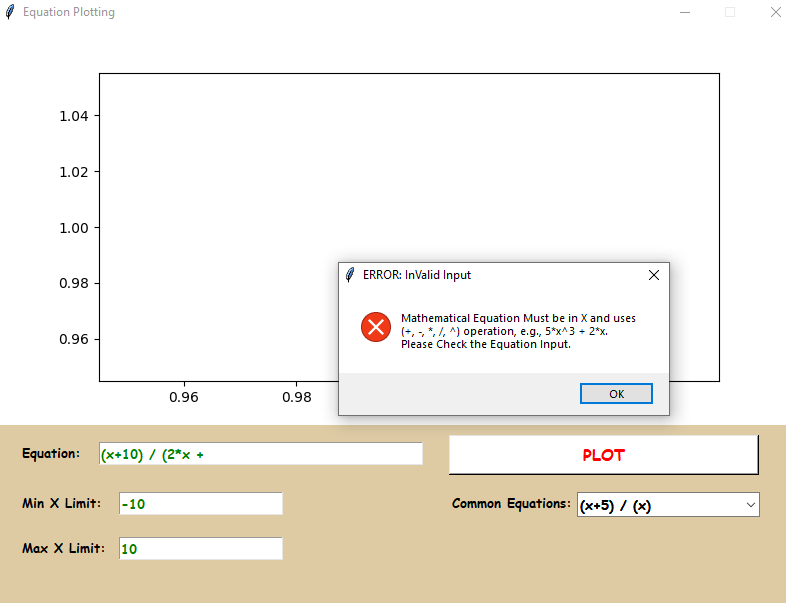 Equation Plotting
1.04
1.02
1.00
0.98
0.96
0.96 0.98
ERROR: InValid Input
Mathematical Equation Must be in X and uses
(+, -, *, /, ^) operation, e.g., 5*x^3 + 2*x.
Please Check the Equation Input.
OK
Equation: (x+10) / (2*x +
PLOT
Min X Limit: -10
Common Equations: (x+5) / (x)
Max X Limit: 10